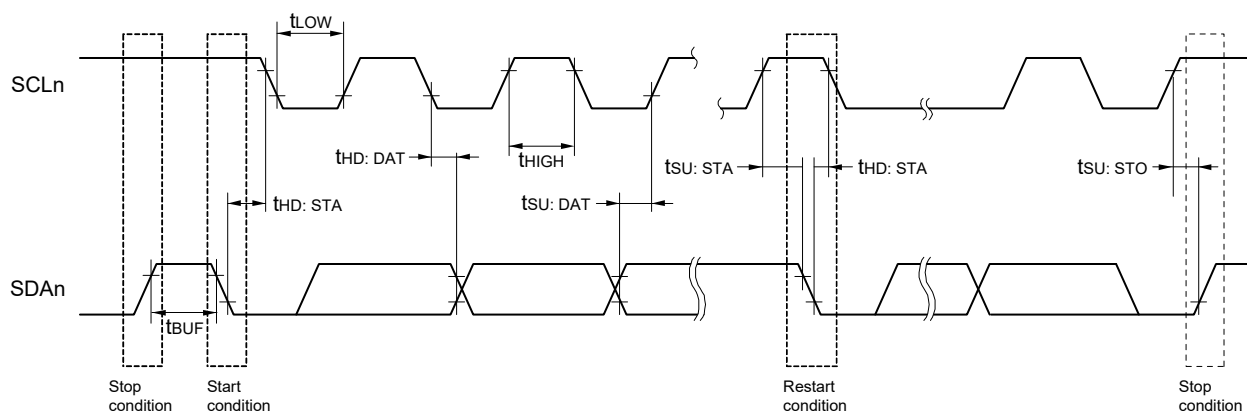 tLOW
SCLn
tHD: DAT
tHIGH
tSU: STA
tHD: STA
tSU: STO
tHD: STA
tSU: DAT
SDAn
tBUF
Stop
condition
Start
condition
Restart
condition
Stop
condition